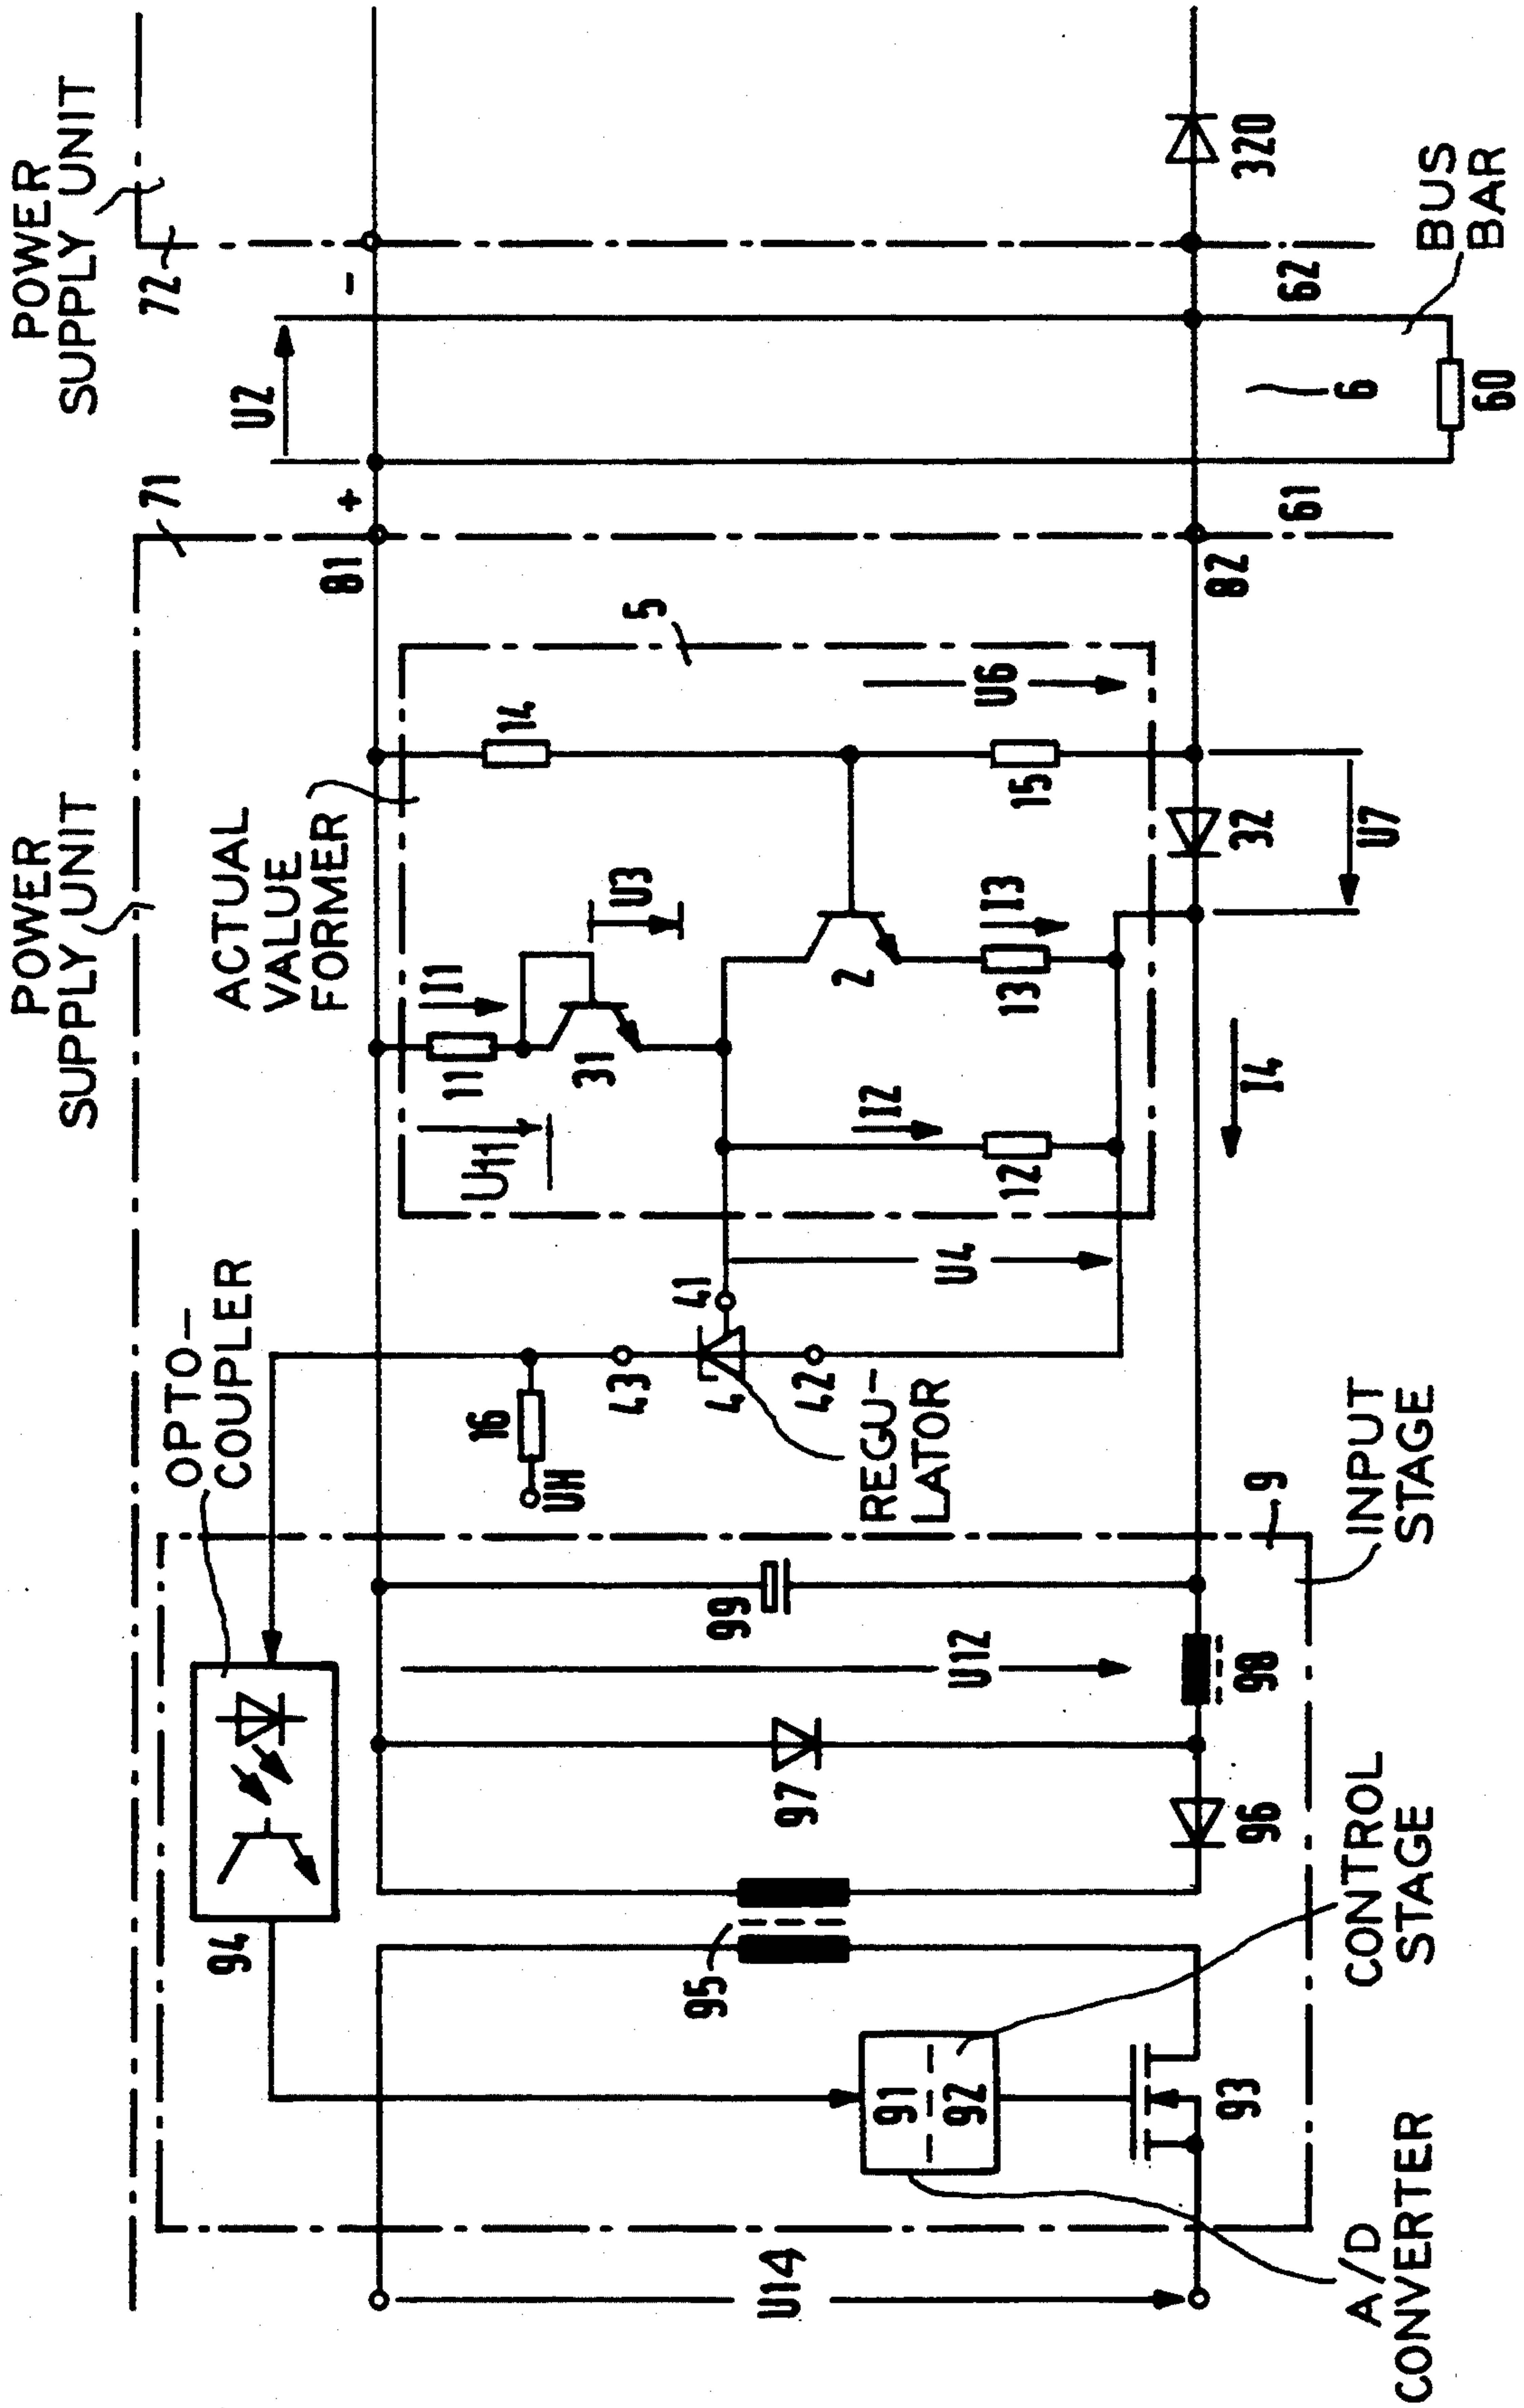 POWER
SUPPLY UNIT
72
POWER
SUPPLY UNIT
71
OPTO-
COUPLER
94
ACTUAL
VALUE
FORMER
5
81
+
-
U2
U11
11
I11
31
U3
14
16
UH
43
4
41
42
REGU-
LATOR
U4
I2
12
2
13
I3
15
U6
32
U7
I4
82
61
62
6
60
BUS
BAR
320
99
U12
97
98
96
95
91
92
93
U14
9
INPUT
STAGE
CONTROL
STAGE
A/D
CONVERTER